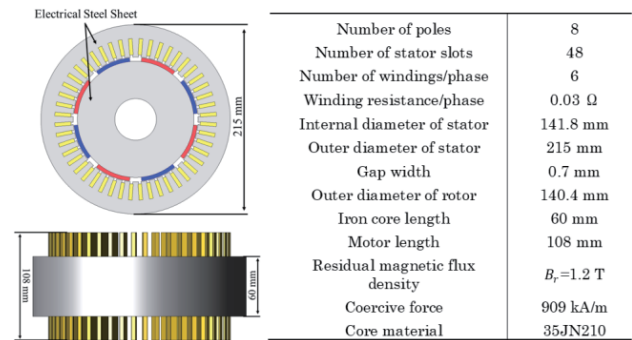 Electrical Steel Sheet
215 mm
108 mm
60 mm
Number of poles 8
Number of stator slots 48
Number of windings/phase 6
Winding resistance/phase 0.03 Ω
Internal diameter of stator 141.8 mm
Outer diameter of stator 215 mm
Gap width 0.7 mm
Outer diameter of rotor 140.4 mm
Iron core length 60 mm
Motor length 108 mm
Residual magnetic flux
density Br=1.2 T
Coercive force 909 kA/m
Core material 35JN210